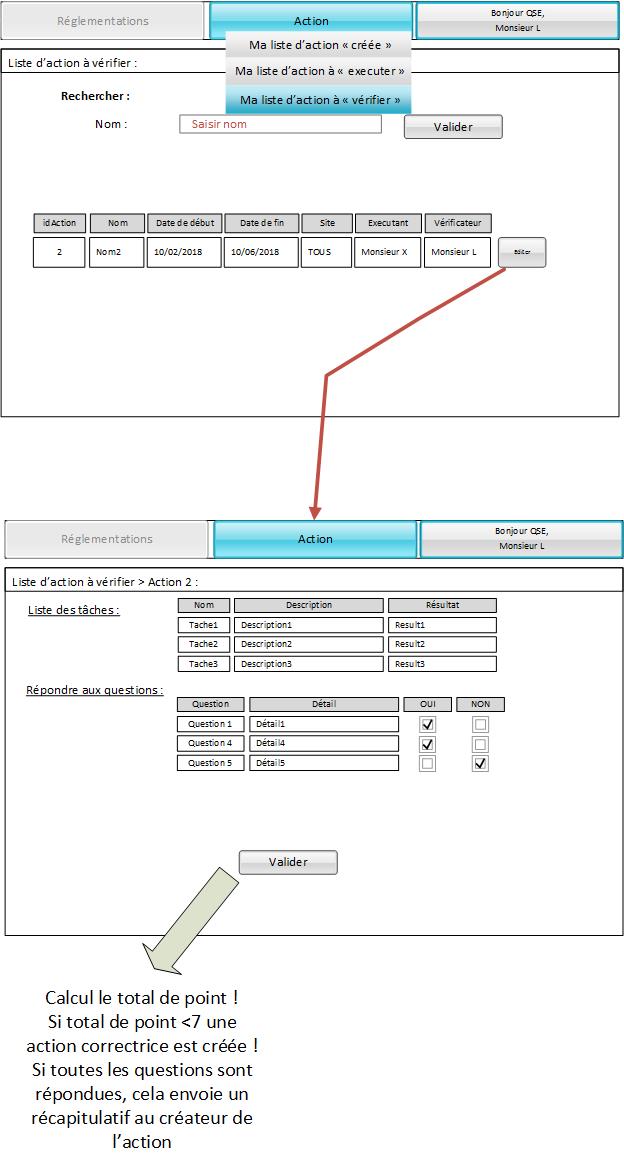 Réglementations
Action
Bonjour QSE,
Monsieur L
Ma liste d'action « créée »
Ma liste d'action à « executer »
Ma liste d'action à « vérifier »
Liste d'action à vérifier :
Rechercher :
Nom :
Saisir nom
Valider
idAction Nom Date de début Date de fin Site Executant Vérificateur
2 Nom2 10/02/2018 10/06/2018 TOUS Monsieur X Monsieur L Editer
Réglementations
Action
Bonjour QSE,
Monsieur L
Liste d'action à vérifier > Action 2 :
Liste des tâches :
Nom Description Résultat
Tache1 Description1 Result1
Tache2 Description2 Result2
Tache3 Description3 Result3
Répondre aux questions :
Question Détail OUI NON
Question 1 Détail1
Question 4 Détail4
Question 5 Détail5
Valider
Calcul le total de point !
Si total de point <7 une
action correctrice est créée !
Si toutes les questions sont
répondues, cela envoie un
récapitulatif au créateur de
l'action